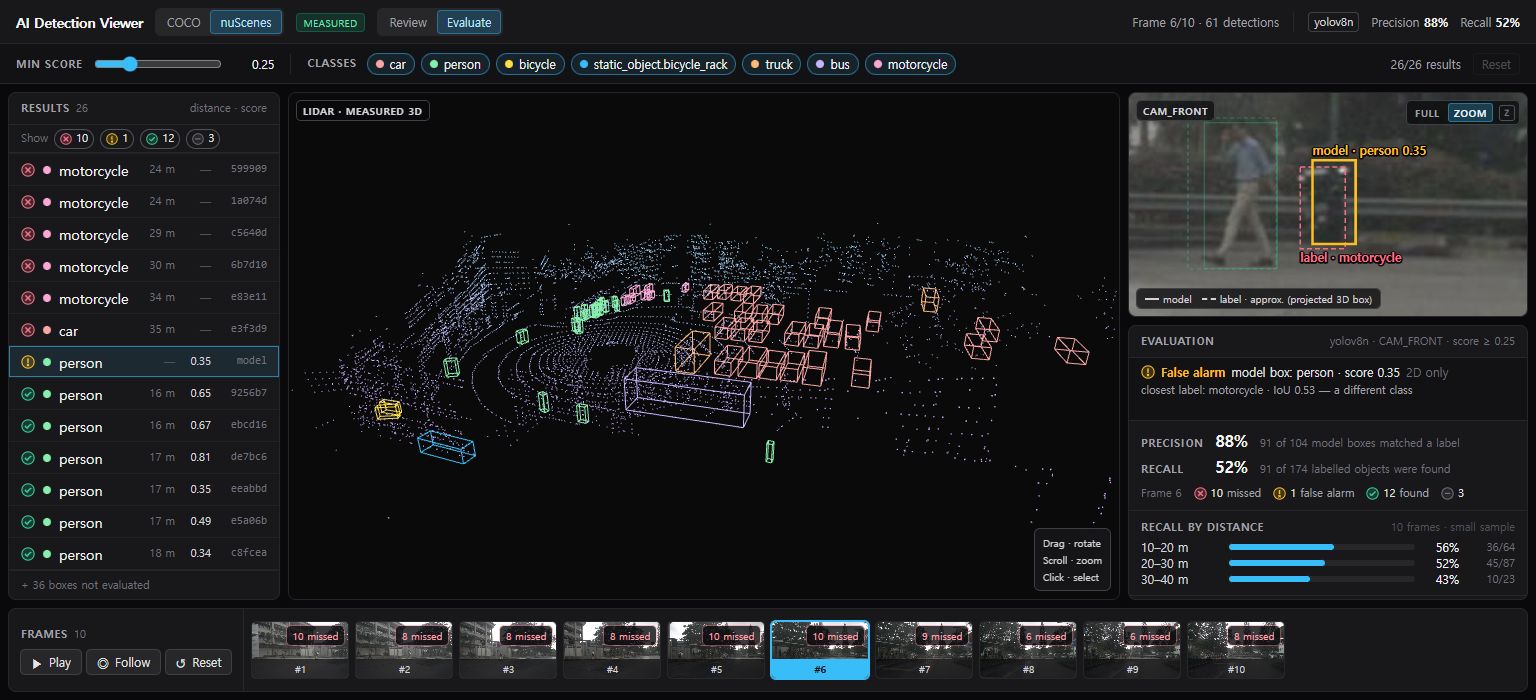 AI Detection Viewer COCO nuScenes MEASURED Review Evaluate Frame 6/10 · 61 detections yolov8n Precision 88% Recall 52%
MIN SCORE 0.25 CLASSES car person bicycle static_object.bicycle_rack truck bus motorcycle 26/26 results Reset
RESULTS 26 distance · score
Show 10 1 12 3
motorcycle 24 m — 599909
motorcycle 24 m — 1a074d
motorcycle 29 m — c5640d
motorcycle 30 m — 6b7d10
motorcycle 34 m — e83e11
car 35 m — e3f3d9
person — 0.35 model
person 16 m 0.65 9256b7
person 16 m 0.67 ebcd16
person 17 m 0.81 de7bc6
person 17 m 0.35 eeabbd
person 17 m 0.49 e5a06b
person 18 m 0.34 c8fcea
+ 36 boxes not evaluated
LIDAR · MEASURED 3D
Drag · rotate
Scroll · zoom
Click · select
CAM_FRONT FULL ZOOM Z
model · person 0.35
label · motorcycle
model label · approx. (projected 3D box)
EVALUATION yolov8n · CAM_FRONT · score ≥ 0.25
False alarm model box: person · score 0.35 2D only
closest label: motorcycle · IoU 0.53 — a different class
PRECISION 88% 91 of 104 model boxes matched a label
RECALL 52% 91 of 174 labelled objects were found
Frame 6 10 missed 1 false alarm 12 found 3
RECALL BY DISTANCE 10 frames · small sample
10–20 m 56% 36/64
20–30 m 52% 45/87
30–40 m 43% 10/23
FRAMES 10
Play Follow Reset
10 missed 8 missed 8 missed 8 missed 10 missed 10 missed 9 missed 6 missed 6 missed 8 missed
#1 #2 #3 #4 #5 #6 #7 #8 #9 #10